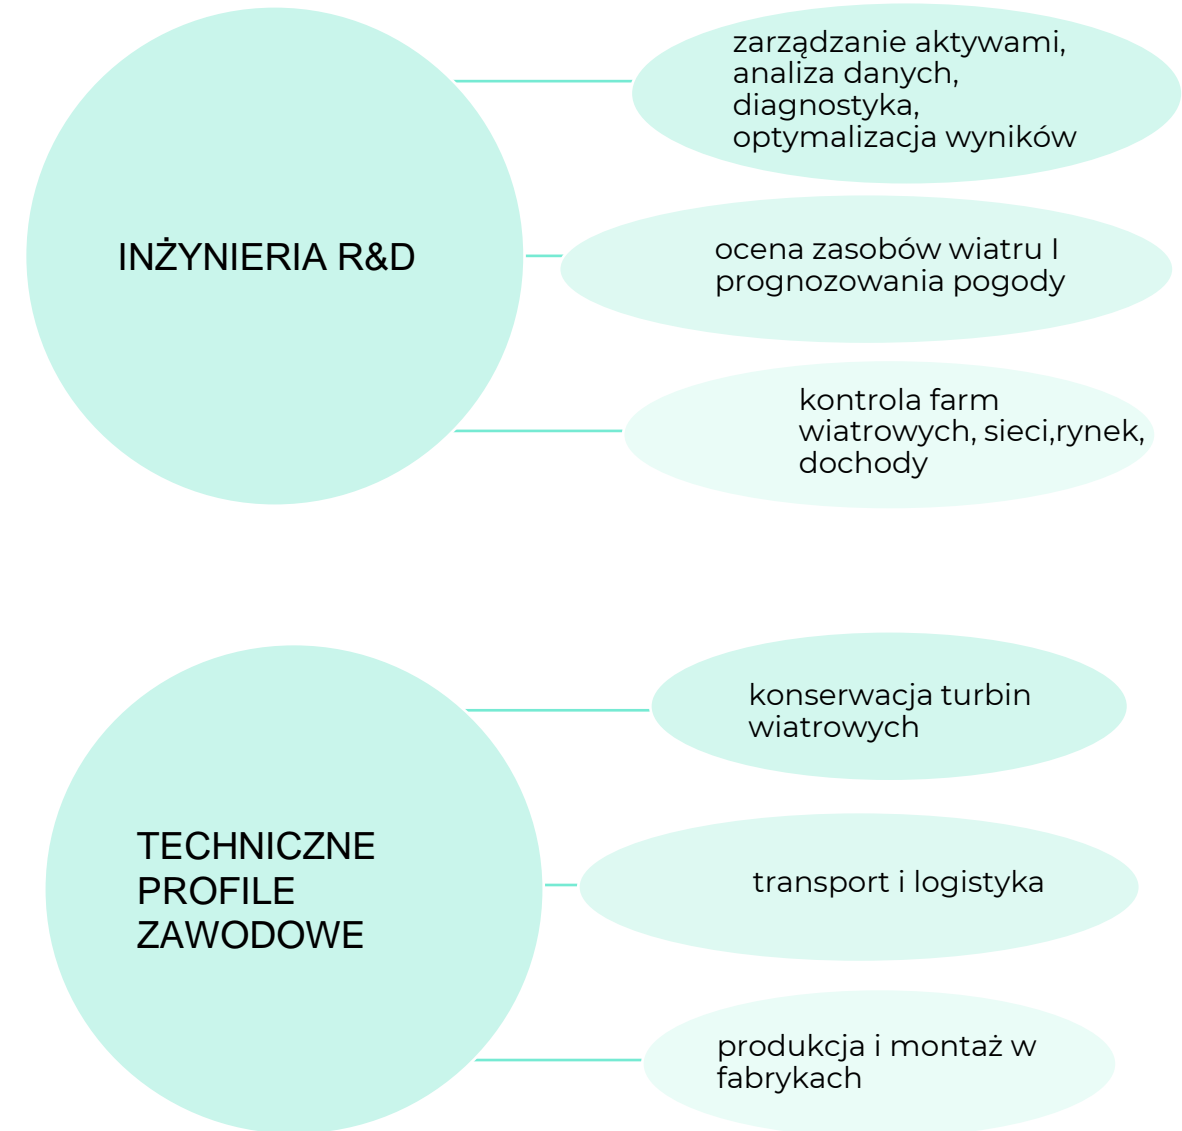 zarządzanie aktywami,
analiza danych,
diagnostyka,
optymalizacja wyników
INŻYNIERIA R&D
ocena zasobów wiatru I
prognozowania pogody
kontrola farm
wiatrowych, sieci,rynek,
dochody
konserwacja turbin
wiatrowych
TECHNICZNE
PROFILE
ZAWODOWE
transport i logistyka
produkcja i montaż w
fabrykach